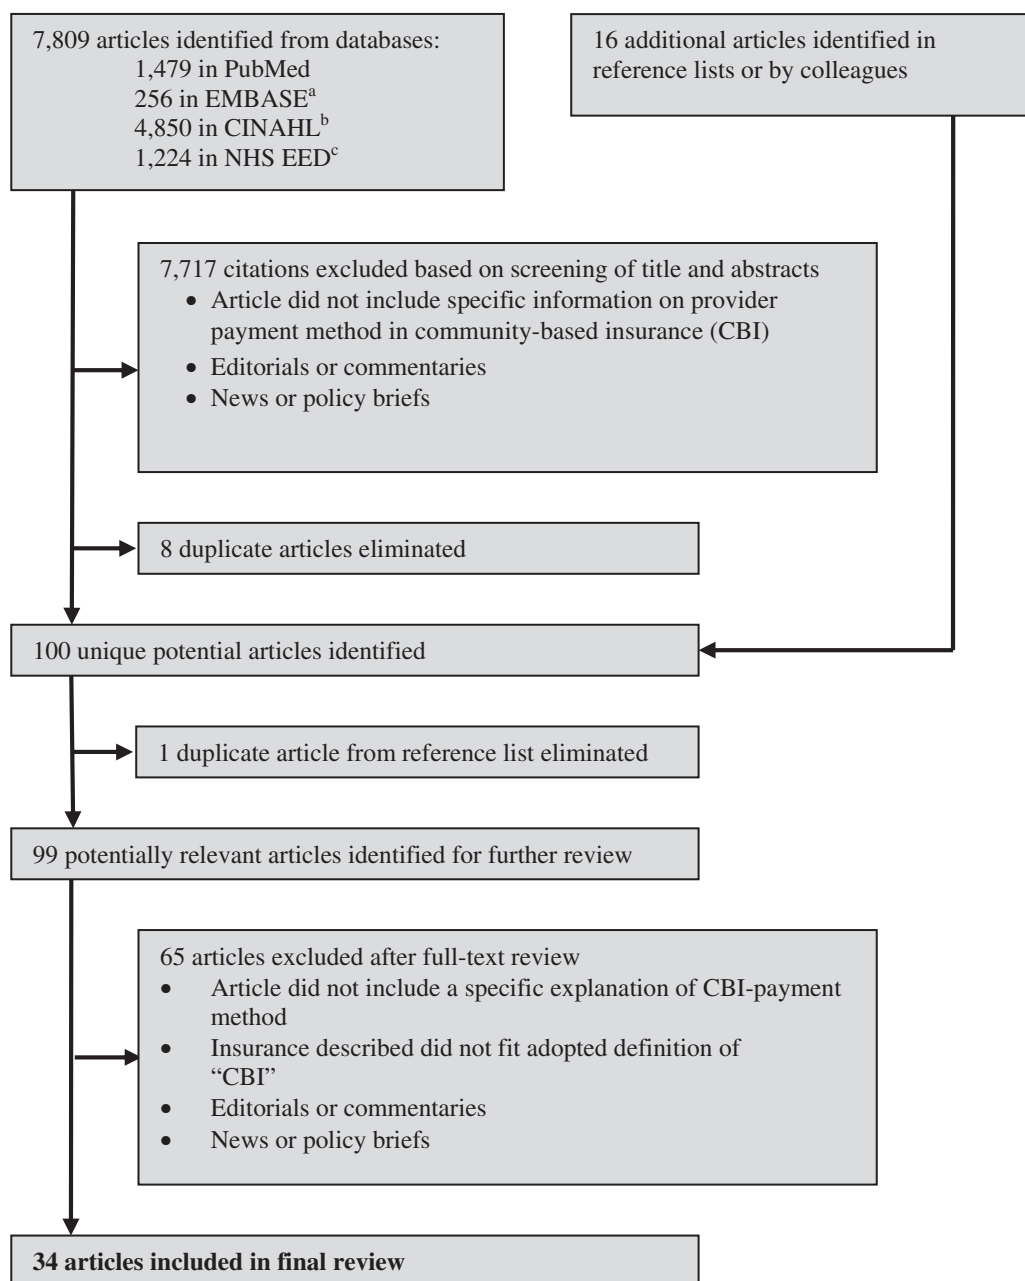 7,809 articles identified from databases:
1,479 in PubMed
256 in EMBASEᵃ
4,850 in CINAHLᵇ
1,224 in NHS EEDᶜ
16 additional articles identified in
reference lists or by colleagues
7,717 citations excluded based on screening of title and abstracts
• Article did not include specific information on provider
payment method in community-based insurance (CBI)
• Editorials or commentaries
• News or policy briefs
8 duplicate articles eliminated
100 unique potential articles identified
1 duplicate article from reference list eliminated
99 potentially relevant articles identified for further review
65 articles excluded after full-text review
• Article did not include a specific explanation of CBI-payment
method
• Insurance described did not fit adopted definition of
“CBI”
• Editorials or commentaries
• News or policy briefs
34 articles included in final review